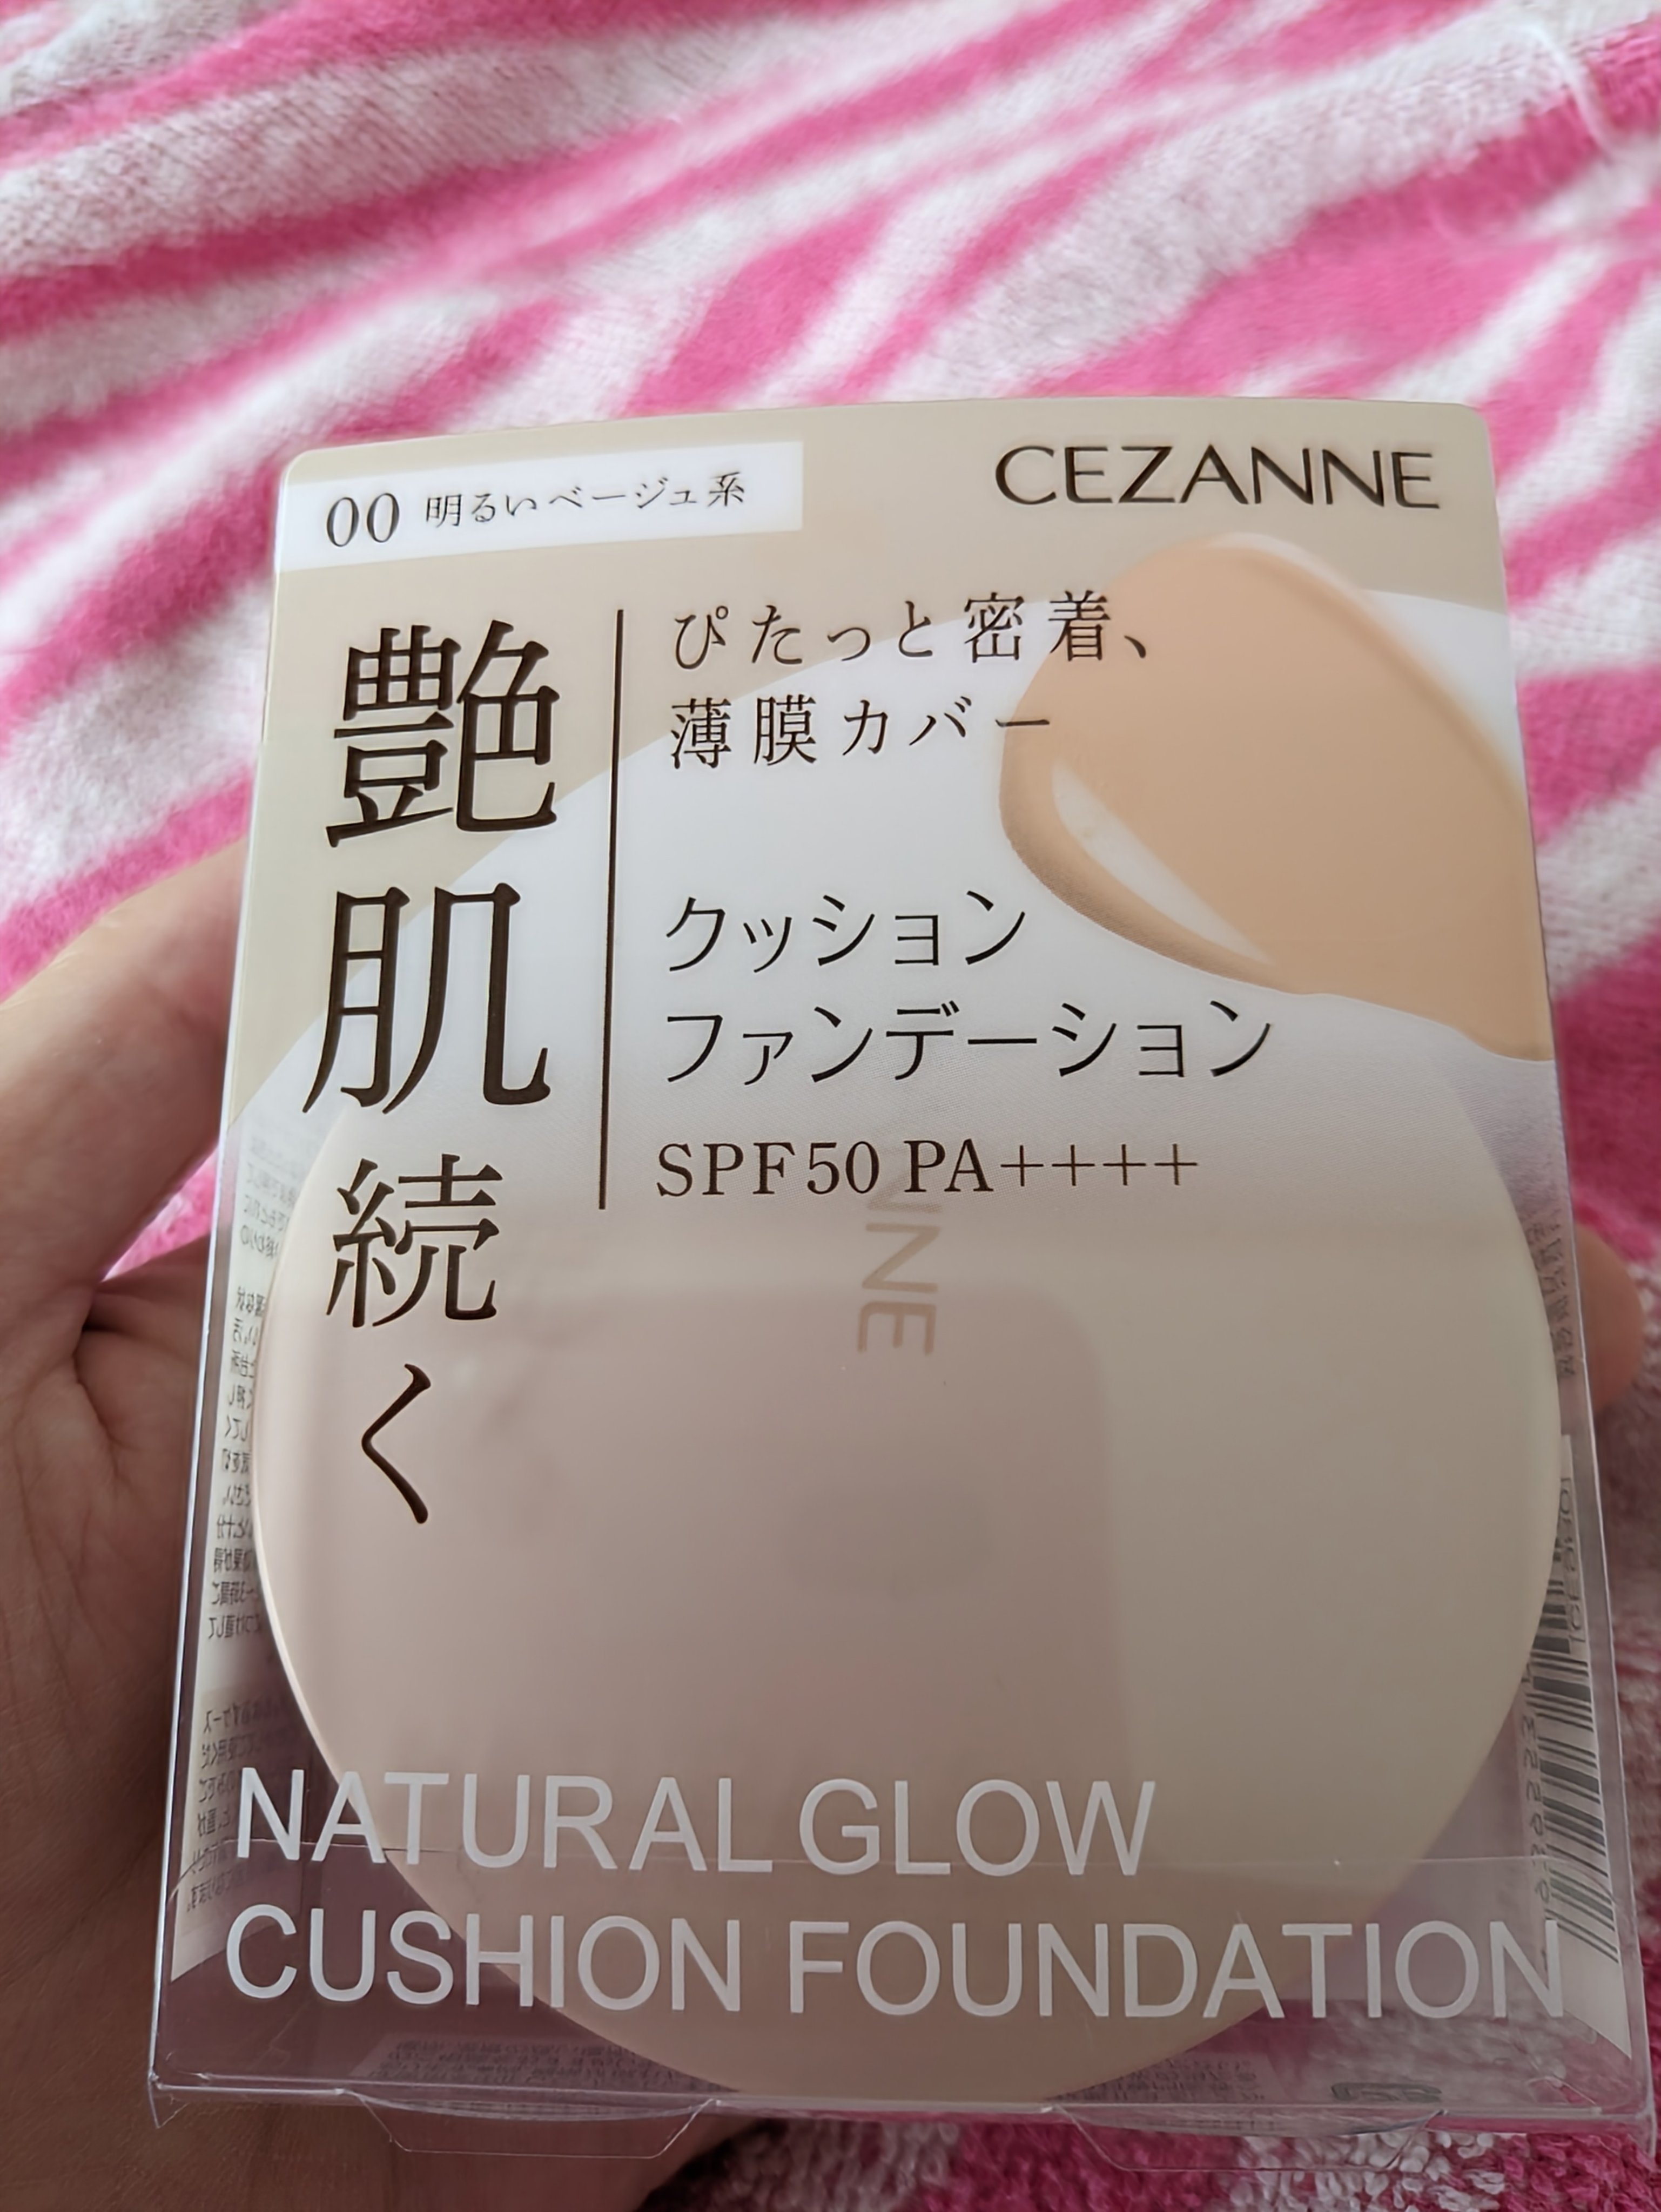 00 明るいベージュ系
CEZANNE
艶肌続く
ぴたっと密着、
薄膜カバー
クッション
ファンデーション
SPF50 PA++++
NNE
NATURAL GLOW
CUSHION FOUNDATION